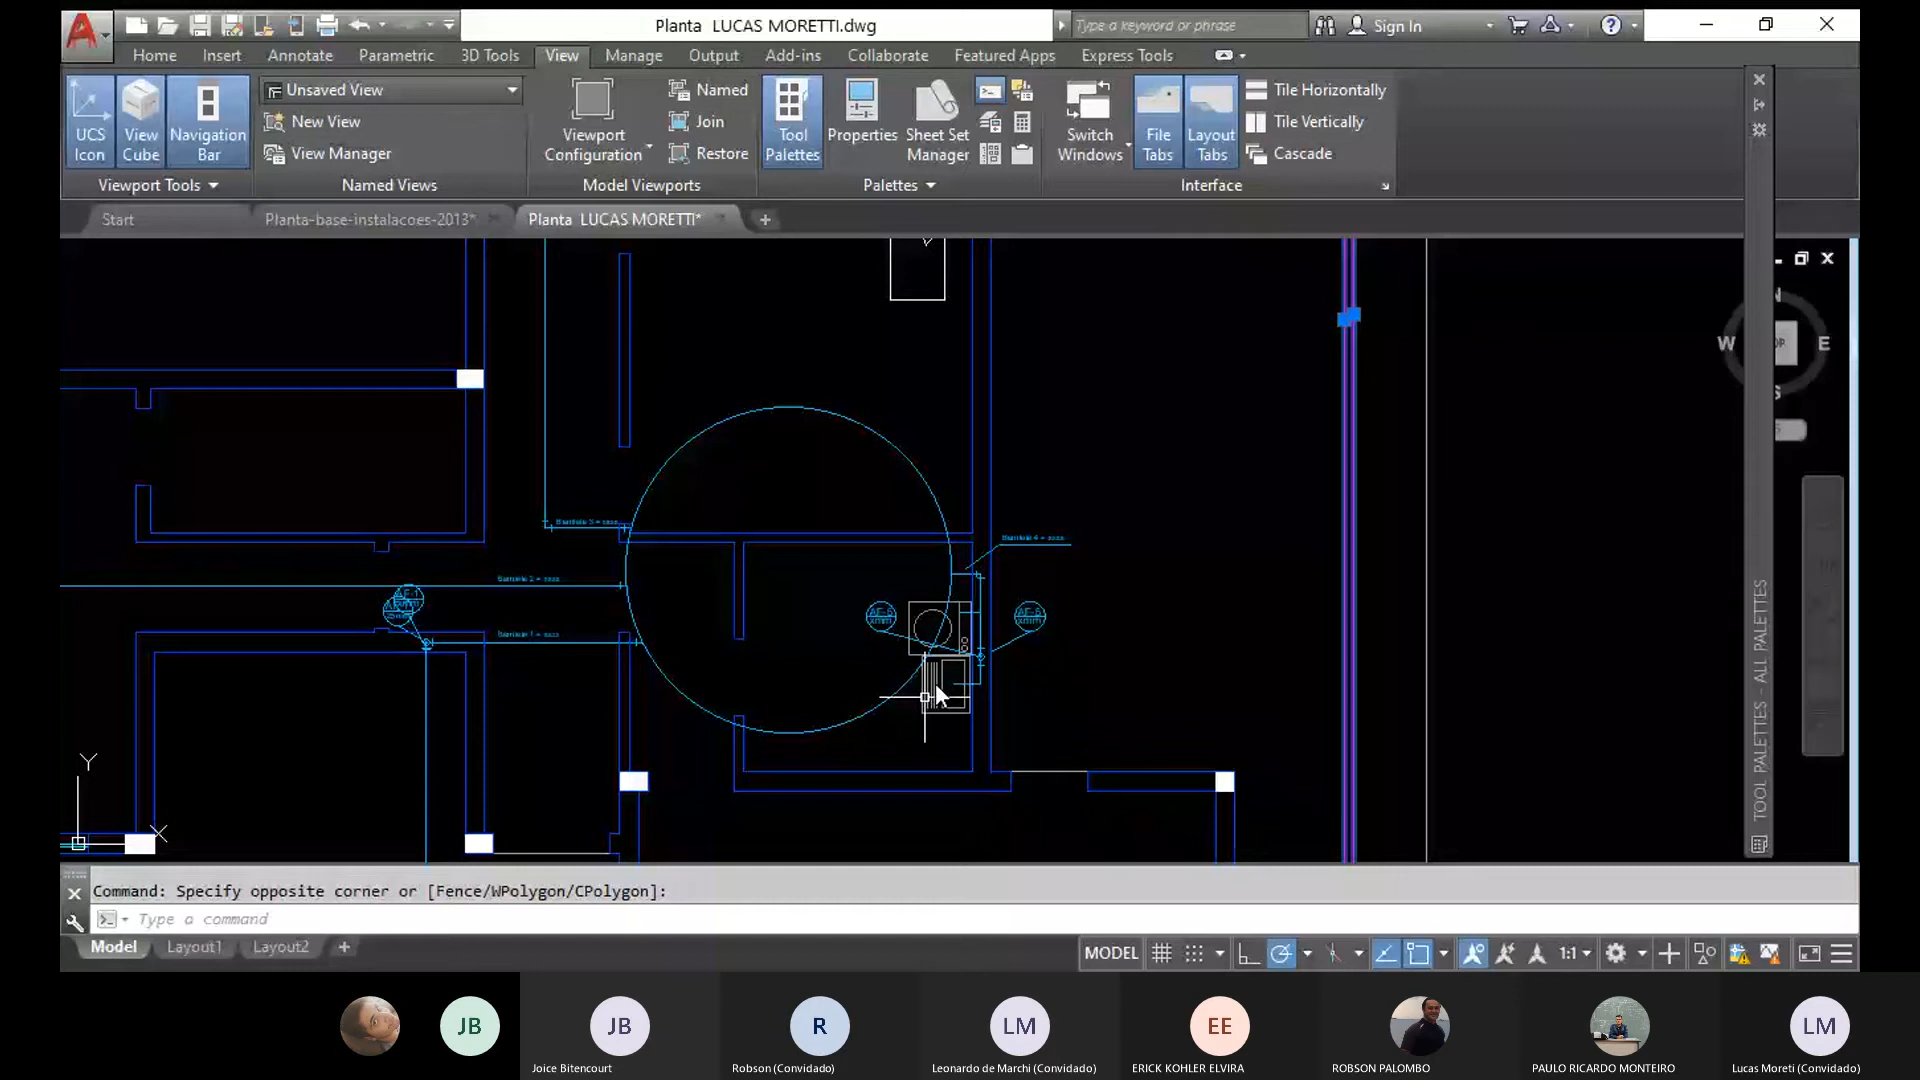 Planta LUCAS MORETTI.dwg
Type a keyword or phrase
Sign In
Home Insert Annotate Parametric 3D Tools View Manage Output Add-ins Collaborate Featured Apps Express Tools
UCS Icon
View Cube
Navigation Bar
Unsaved View
New View
View Manager
Viewport Configuration
Named
Join
Restore
Tool Palettes
Properties
Sheet Set Manager
Switch Windows
File Tabs
Layout Tabs
Tile Horizontally
Tile Vertically
Cascade
Viewport Tools Named Views Model Viewports Palettes Interface
Start Planta-base-instalacoes-2013* Planta LUCAS MORETTI*
N
W E
S
AF-1
AF-6
AF-6
Y
X
TOOL PALETTES - ALL PALETTES
Command: Specify opposite corner or [Fence/WPolygon/CPolygon]:
Type a command
Model Layout1 Layout2
MODEL 1:1
JB
JB
R
LM
EE
LM
Joice Bitencourt
Robson (Convidado)
Leonardo de Marchi (Convidado)
ERICK KOHLER ELVIRA
ROBSON PALOMBO
PAULO RICARDO MONTEIRO
Lucas Moreti (Convidado)